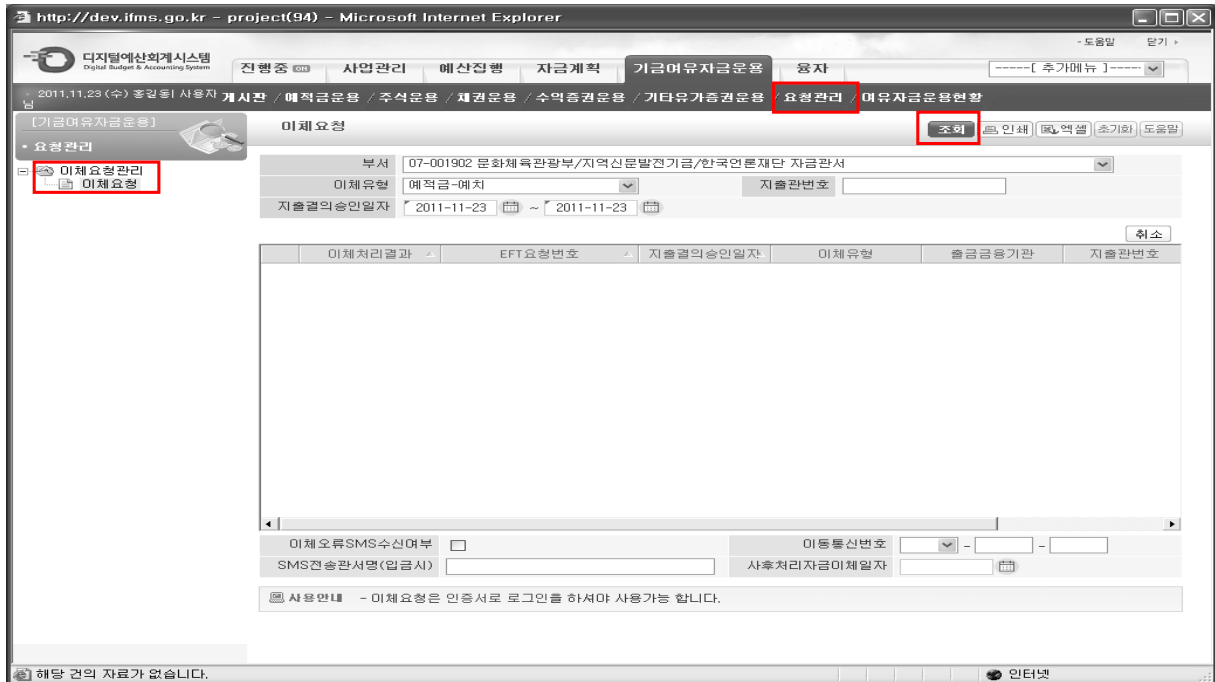 http://dev.ifms.go.kr - project(94) - Microsoft Internet Explorer
- 도움말 닫기
디지털예산회계시스템
Digital Budget & Accounting System
진행중 사업관리 예산집행 자금계획 기금여유자금운용 융자 -----[ 추가메뉴 ]-----
2011,11,23 (수) 홍길동| 사용자님 게시판 / 예적금운용 / 주식운용 / 채권운용 / 수익증권운용 / 기타유가증권운용 / 요청관리 / 여유자금운용현황
[기금여유자금운용]
• 요청관리
이체요청관리
이체요청
이체요청
조회 인쇄 엑셀 초기화 도움말
부서 07-001902 문화체육관광부/지역신문발전기금/한국언론재단 자금관서
이체유형 예적금-예치 지출관번호
지출결의승인일자 2011-11-23 ~ 2011-11-23
취소
이체처리결과 EFT요청번호 지출결의승인일자 이체유형 출금금융기관 지출관번호
이체오류SMS수신여부 이동통신번호 - -
SMS전송관서명(입금시) 사후처리자금이체일자
사용안내 - 이체요청은 인증서로 로그인을 하셔야 사용가능 합니다.
해당 건의 자료가 없습니다. 인터넷